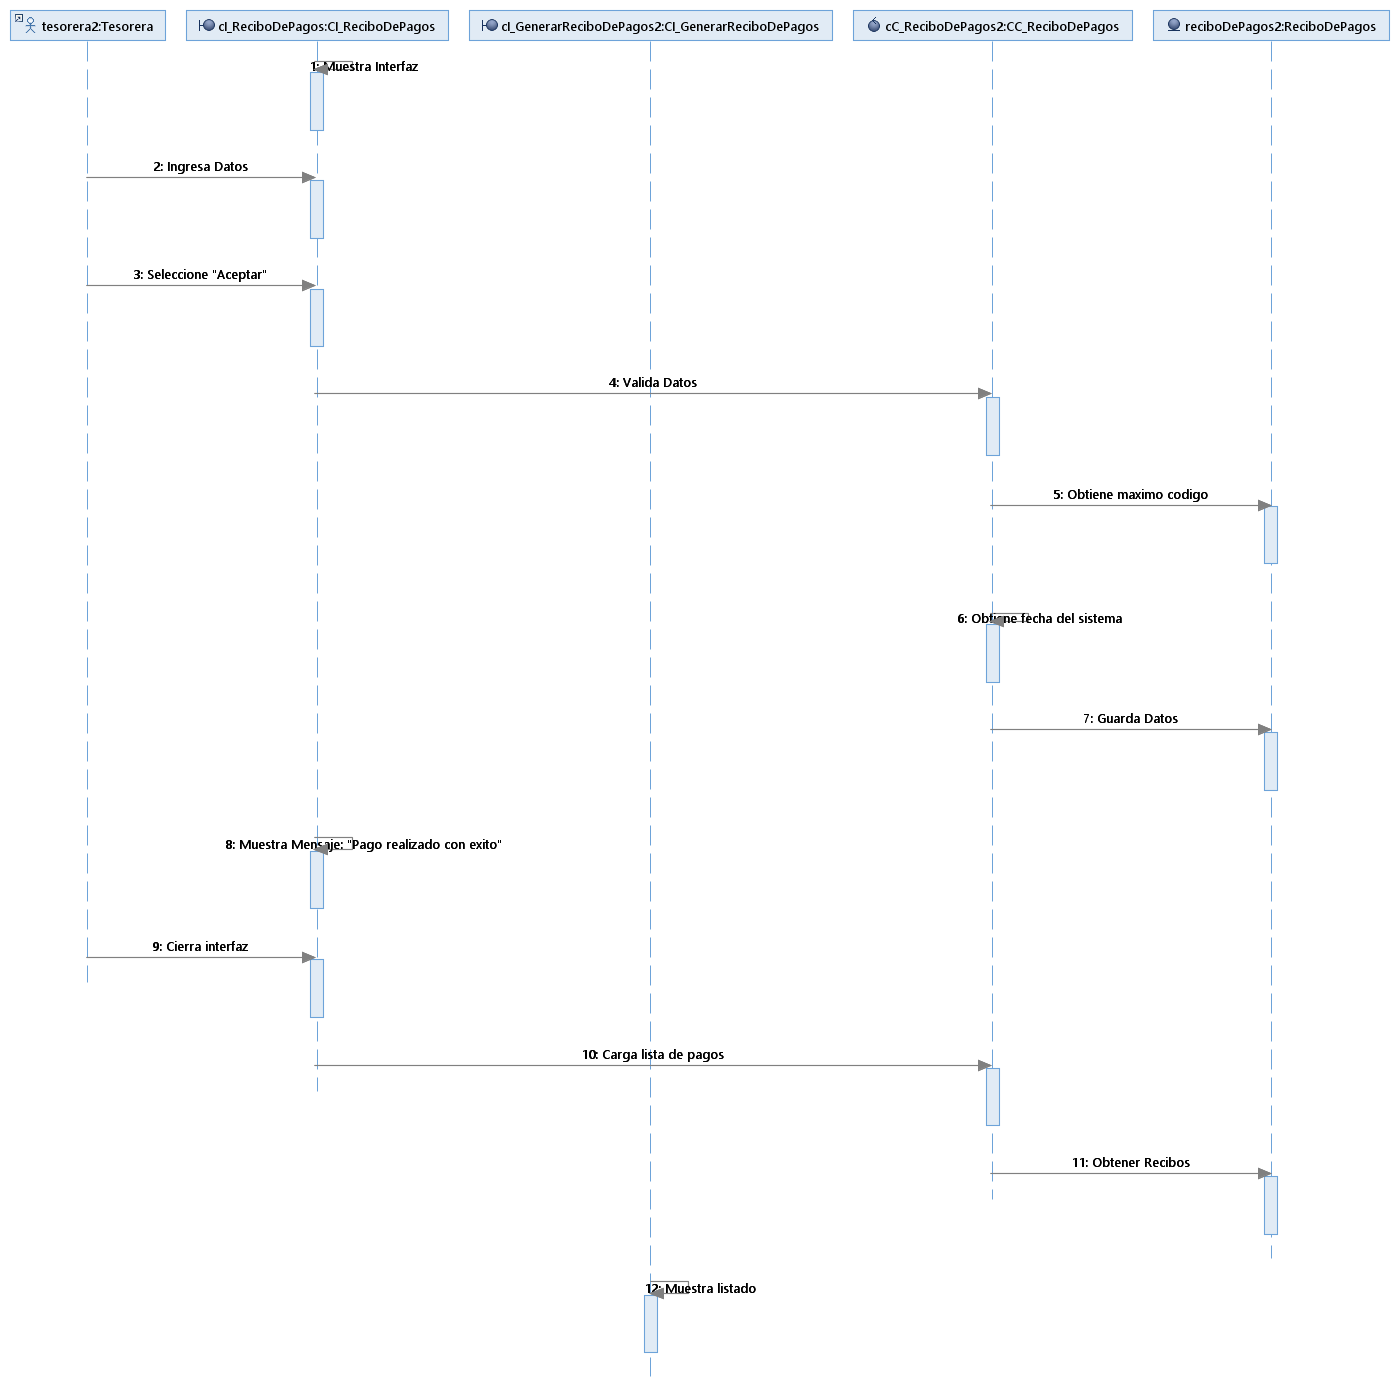 tesorera2:Tesorera
cI_ReciboDePagos:CI_ReciboDePagos
cI_GenerarReciboDePagos2:CI_GenerarReciboDePagos
cC_ReciboDePagos2:CC_ReciboDePagos
reciboDePagos2:ReciboDePagos
1: Muestra Interfaz
2: Ingresa Datos
3: Seleccione "Aceptar"
4: Valida Datos
5: Obtiene maximo codigo
6: Obtiene fecha del sistema
7: Guarda Datos
8: Muestra Mensaje: "Pago realizado con exito"
9: Cierra interfaz
10: Carga lista de pagos
11: Obtener Recibos
12: Muestra listado